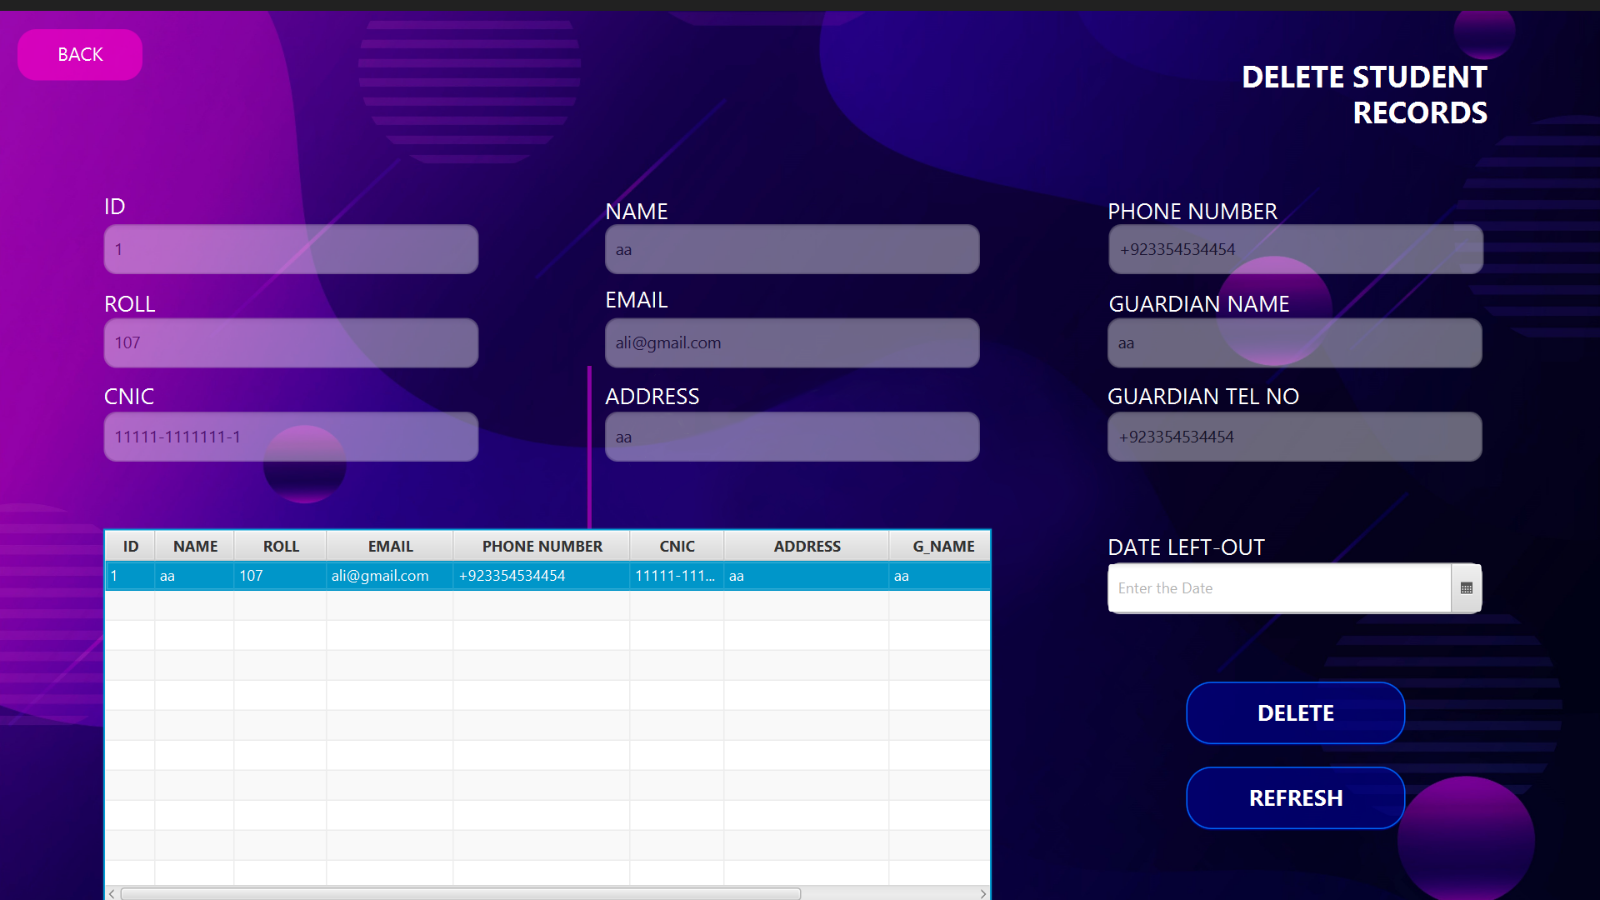 BACK
DELETE STUDENT
RECORDS
ID
1
NAME
aa
PHONE NUMBER
+923354534454
ROLL
107
EMAIL
ali@gmail.com
GUARDIAN NAME
aa
CNIC
11111-1111111-1
ADDRESS
aa
GUARDIAN TEL NO
+923354534454
ID NAME ROLL EMAIL PHONE NUMBER CNIC ADDRESS G_NAME
1 aa 107 ali@gmail.com +923354534454 11111-111... aa aa
DATE LEFT-OUT
Enter the Date
DELETE
REFRESH